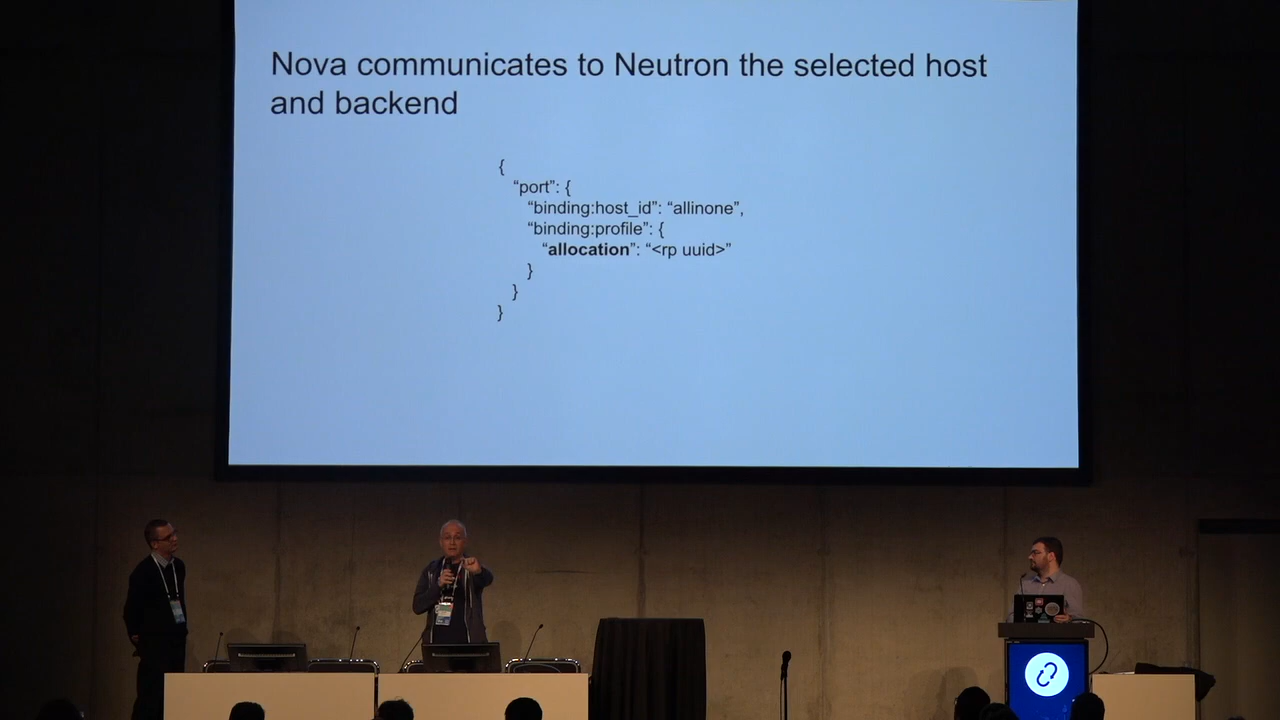 Nova communicates to Neutron the selected host
and backend
{
“port”: {
“binding:host_id”: “allinone”,
“binding:profile”: {
“allocation”: “<rp uuid>”
}
}
}